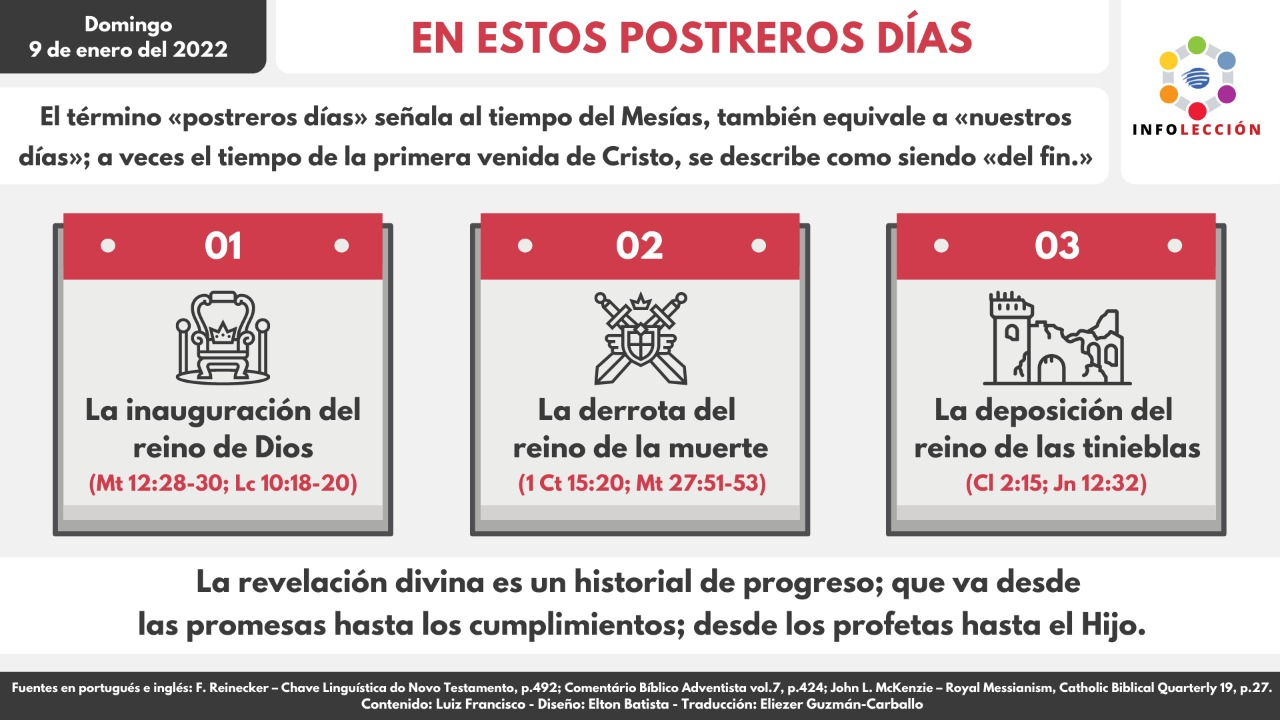 Domingo
9 de enero del 2022
EN ESTOS POSTREROS DÍAS
INFOLECCIÓN
El término «postreros días» señala al tiempo del Mesías, también equivale a «nuestros
días»; a veces el tiempo de la primera venida de Cristo, se describe como siendo «del fin.»
01
La inauguración del
reino de Dios
(Mt 12:28-30; Lc 10:18-20)
02
La derrota del
reino de la muerte
(1 Ct 15:20; Mt 27:51-53)
03
La deposición del
reino de las tinieblas
(Cl 2:15; Jn 12:32)
La revelación divina es un historial de progreso; que va desde
las promesas hasta los cumplimientos; desde los profetas hasta el Hijo.
Fuentes en portugués e inglés: F. Reinecker – Chave Linguística do Novo Testamento, p.492; Comentário Bíblico Adventista vol.7, p.424; John L. McKenzie – Royal Messianism, Catholic Biblical Quarterly 19, p.27.
Contenido: Luiz Francisco - Diseño: Elton Batista - Traducción: Eliezer Guzmán-Carballo